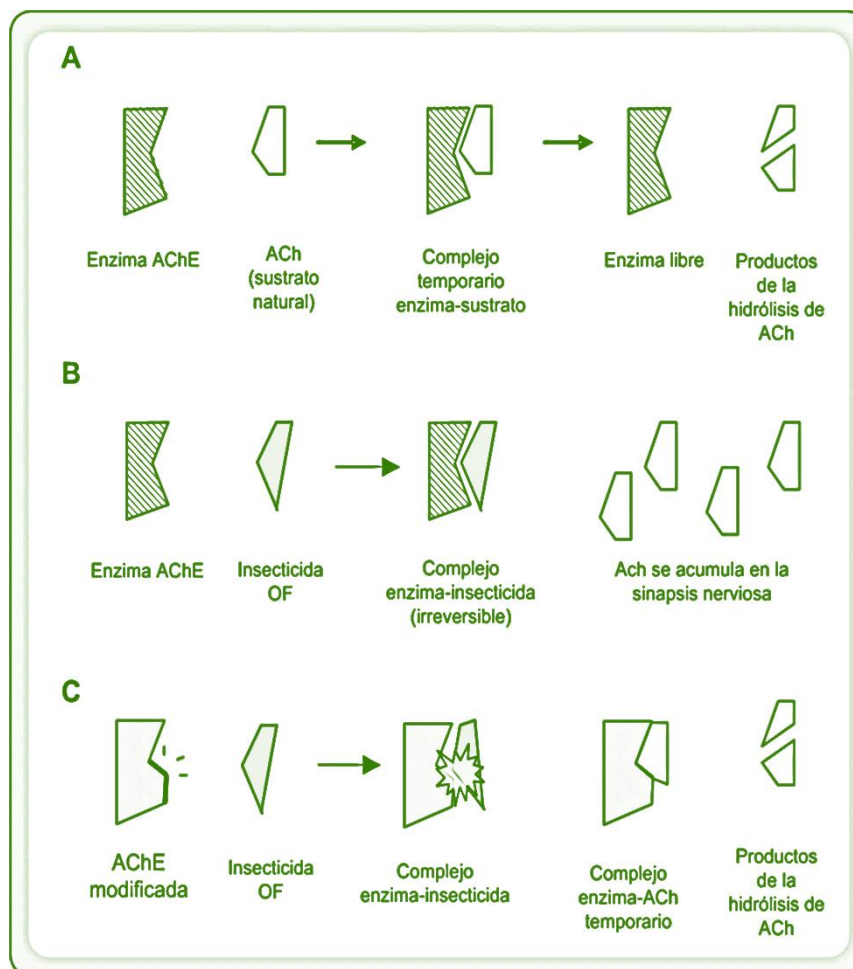 A
Enzima AChE
ACh
(sustrato
natural)
Complejo
temporario
enzima-sustrato
Enzima libre
Productos
de la
hidrólisis de
ACh
B
Enzima AChE
Insecticida
OF
Complejo
enzima-insecticida
(irreversible)
Ach se acumula en la
sinapsis nerviosa
C
AChE
modificada
Insecticida
OF
Complejo
enzima-insecticida
Complejo
enzima-ACh
temporario
Productos
de la
hidrólisis de
ACh